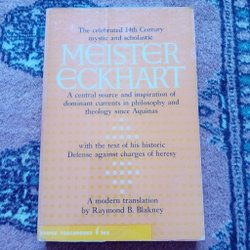 The celebrated 14th Century
mystic and scholastic
MEISTER
ECKHART
A central source and inspiration of
dominant currents in philosophy and
theology since Aquinas
with the text of his historic
Defense against charges of heresy
A modern translation
by Raymond B. Blakney
HARPER TORCHBOOKS